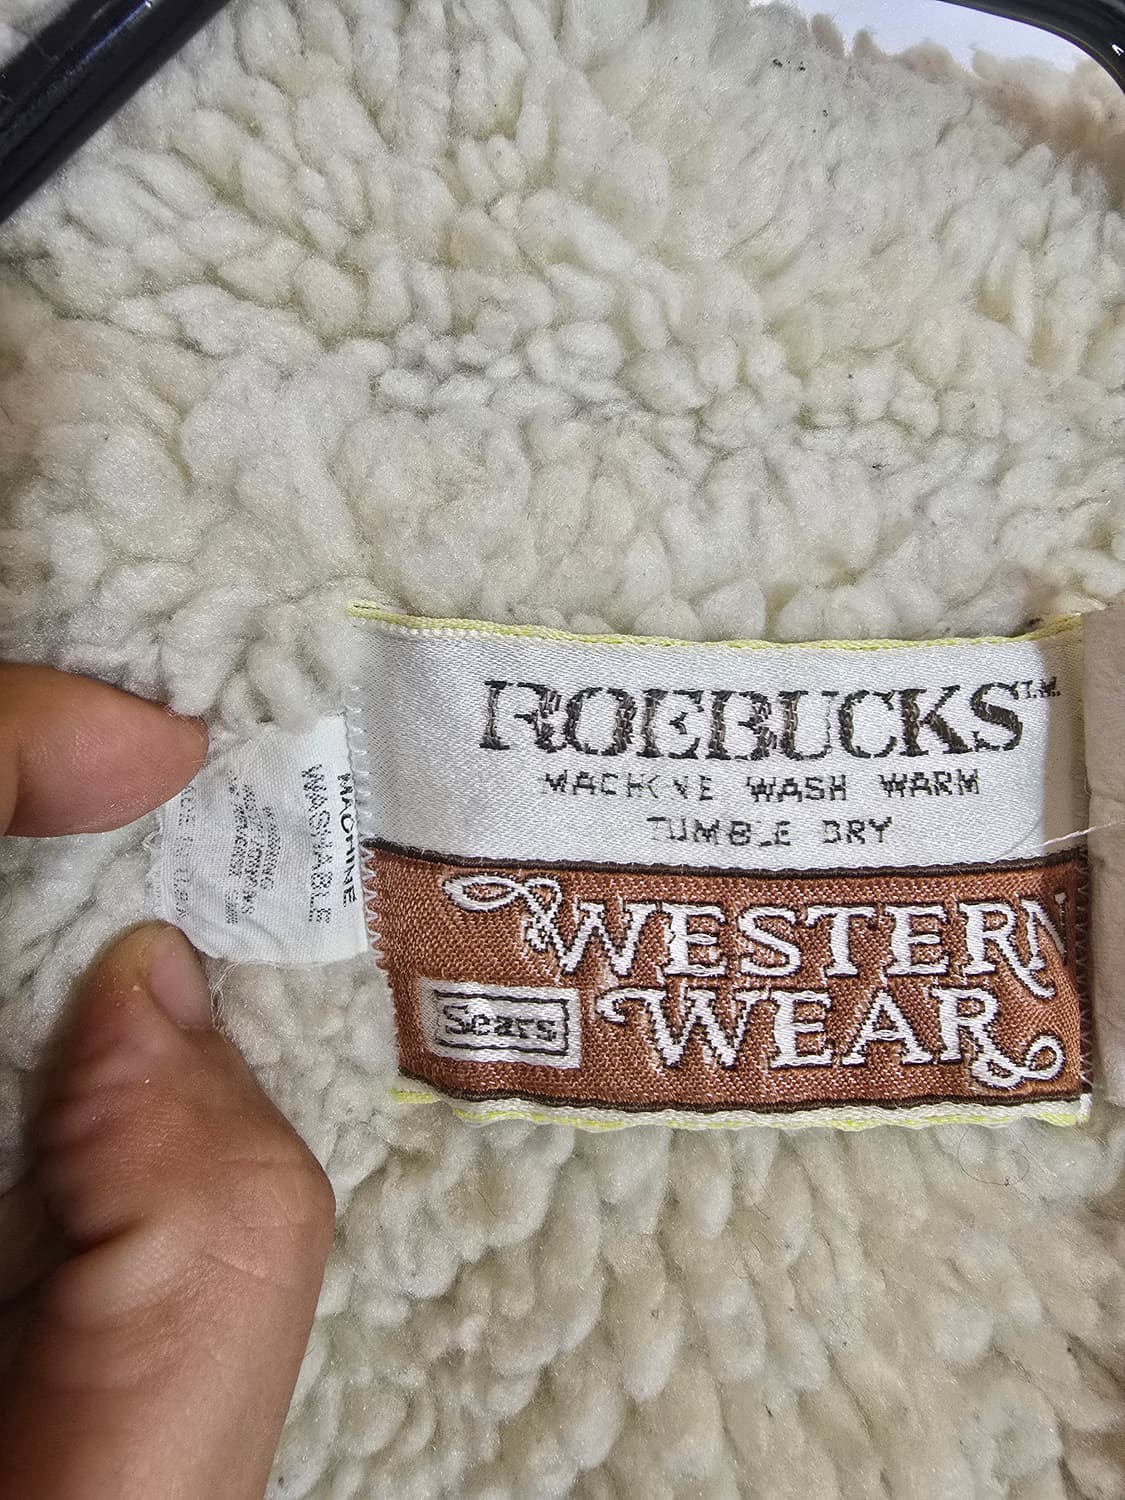 ROEBUCKS T.M.
MACHINE WASH WARM
TUMBLE DRY
WESTERN
WEAR
Sears
MACHINE
WASHABLE
U.S.A.